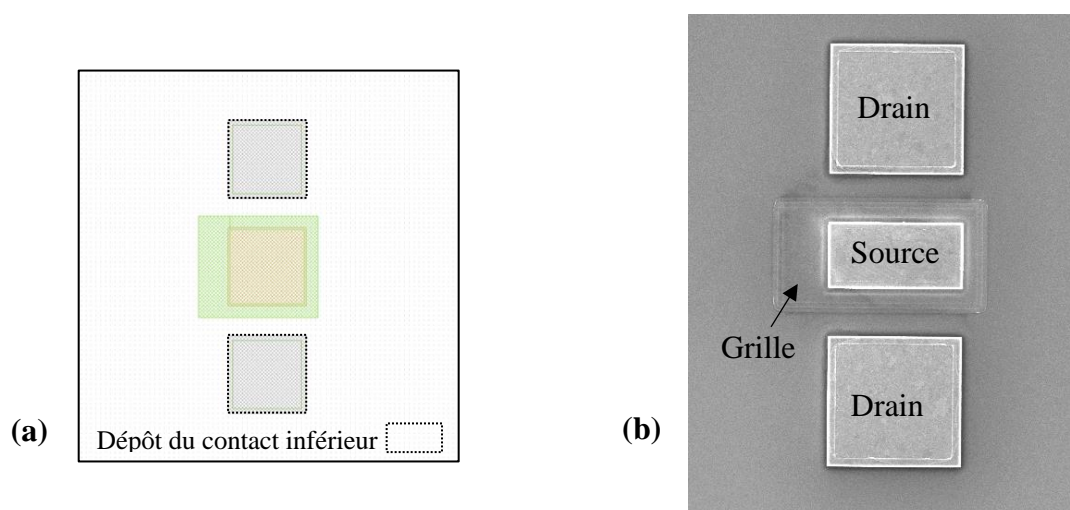 Drain
Source
Grille
Drain
(a)
Dépôt du contact inférieur
(b)